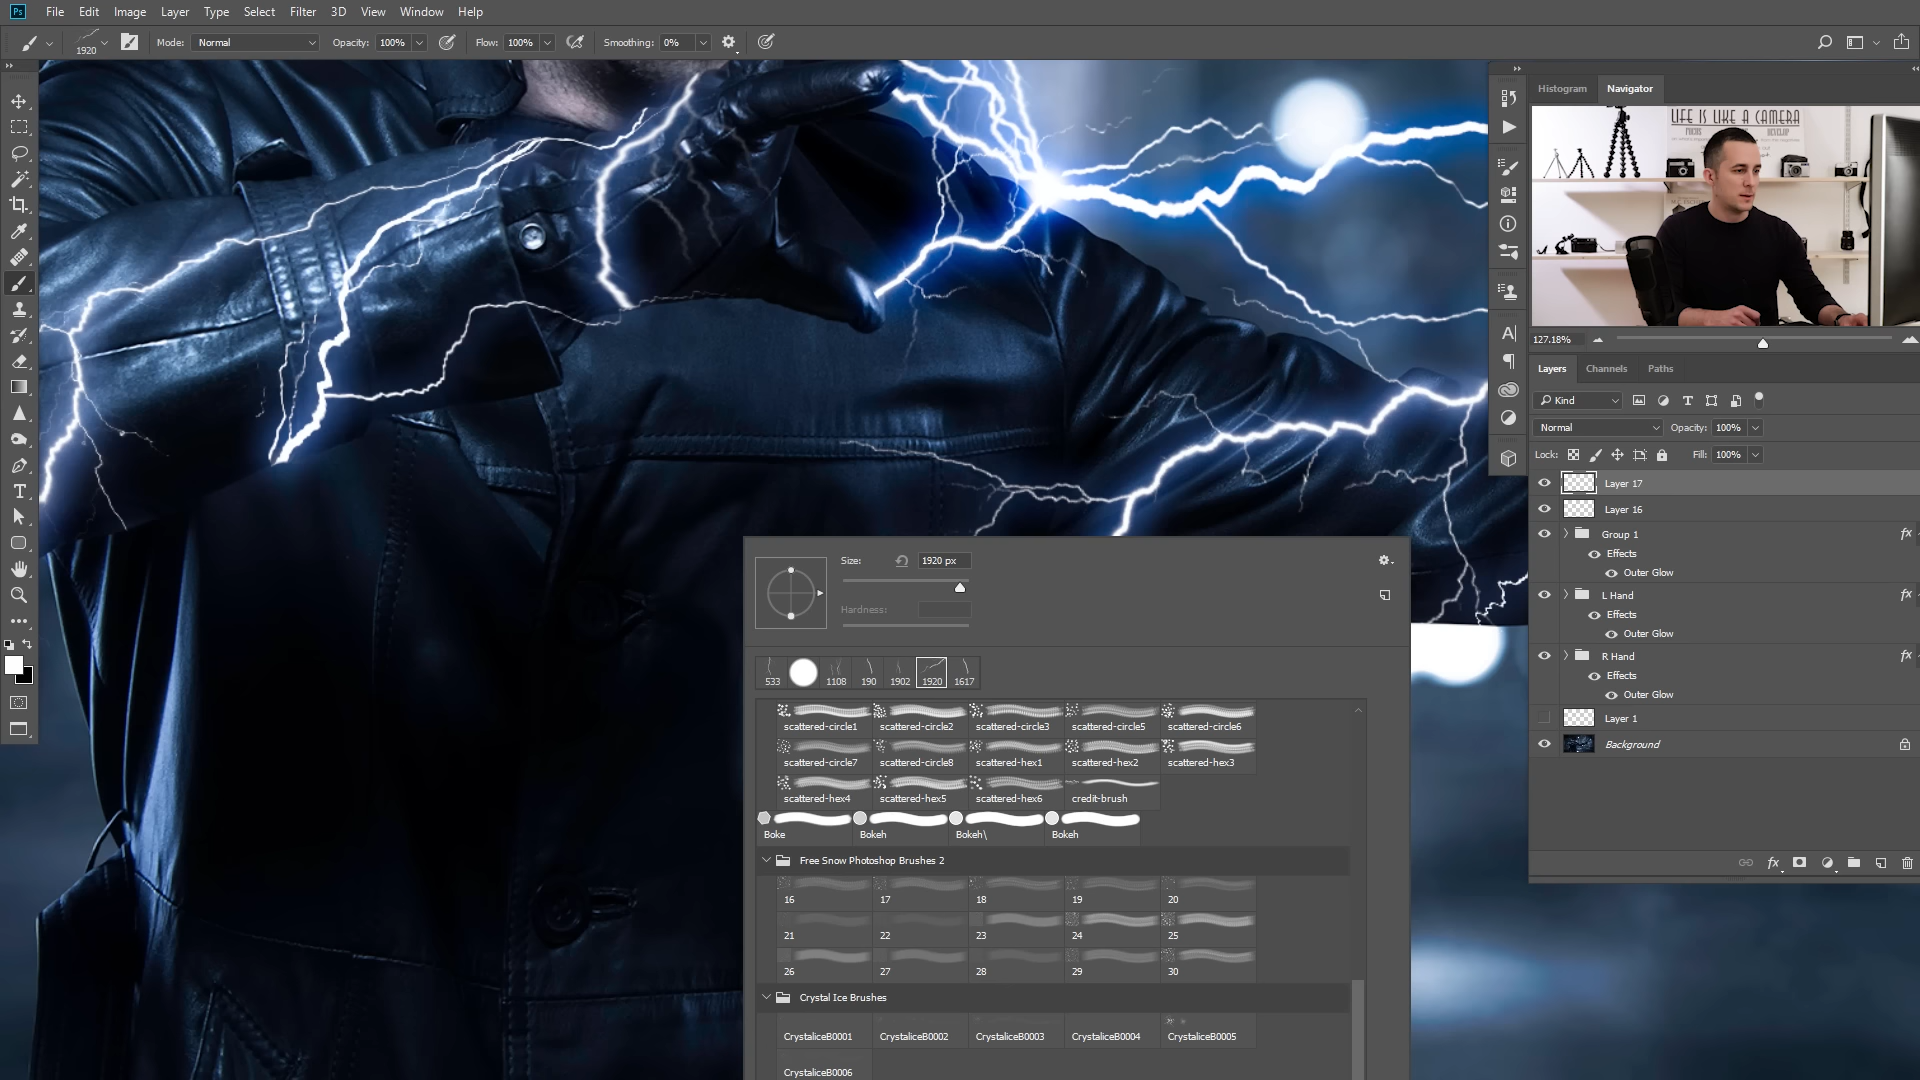 Ps File Edit Image Layer Type Select Filter 3D View Window Help
1920 Mode: Normal Opacity: 100% Flow: 100% Smoothing: 0%
Histogram Navigator
LIFE IS LIKE A CAMERA
FOCUS DEVELOP
127.18%
Layers Channels Paths
Kind
Normal Opacity: 100%
Lock: Fill: 100%
Layer 17
Layer 16
Group 1 fx
Effects
Outer Glow
L Hand fx
Effects
Outer Glow
R Hand fx
Effects
Outer Glow
Layer 1
Background
fx
Size: 1920 px
Hardness:
533 1108 190 1902 1920 1617
scattered-circle1 scattered-circle2 scattered-circle3 scattered-circle5 scattered-circle6
scattered-circle7 scattered-circle8 scattered-hex1 scattered-hex2 scattered-hex3
scattered-hex4 scattered-hex5 scattered-hex6 credit-brush
Boke Bokeh Bokeh\ Bokeh
Free Snow Photoshop Brushes 2
16 17 18 19 20
21 22 23 24 25
26 27 28 29 30
Crystal Ice Brushes
CrystaliceB0001 CrystaliceB0002 CrystaliceB0003 CrystaliceB0004 CrystaliceB0005
CrystaliceB0006